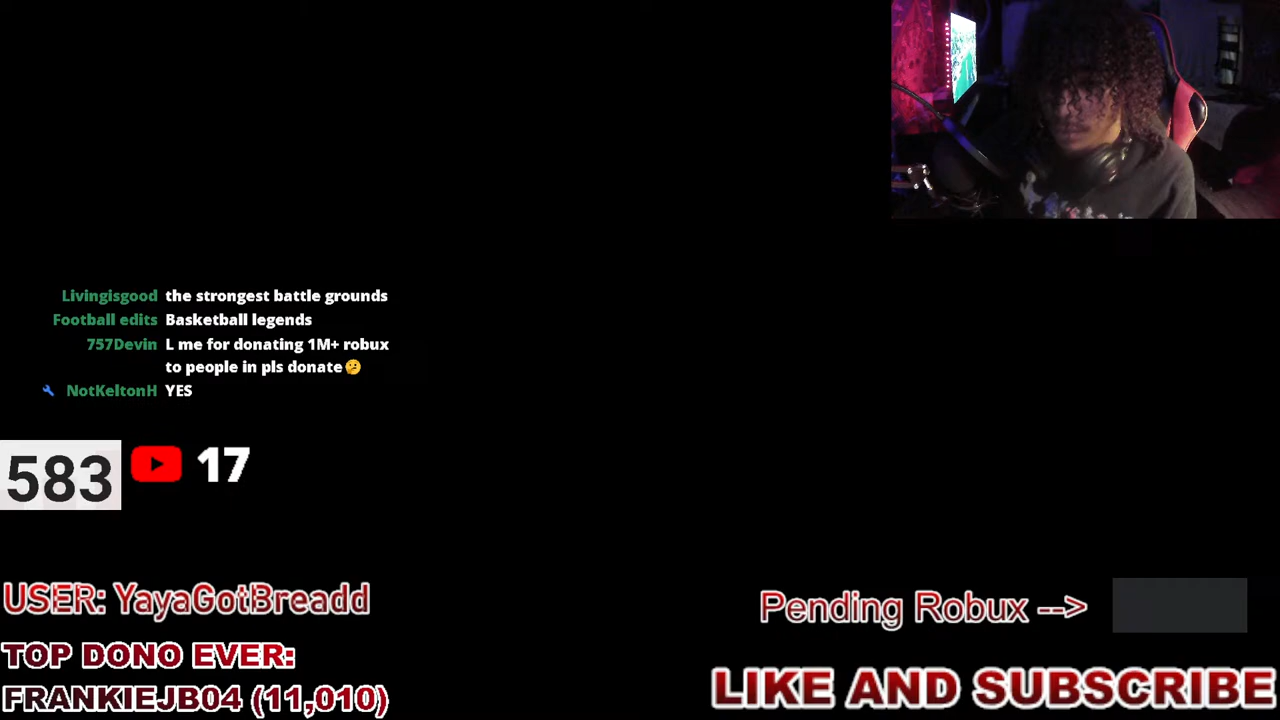 Livingisgood the strongest battle grounds
Football edits Basketball legends
757Devin L me for donating 1M+ robux
to people in pls donate🤔
NotKeltonH YES
583 17
USER: YayaGotBreadd
Pending Robux -->
TOP DONO EVER:
FRANKIEJB04 (11,010)
LIKE AND SUBSCRIBE